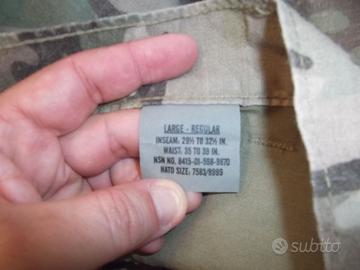 LARGE - REGULAR
INSEAM: 29½ TO 32½ IN.
WAIST: 35 TO 39 IN.
NSN NO. 8415-01-598-9970
NATO SIZE: 7583/8999
subito